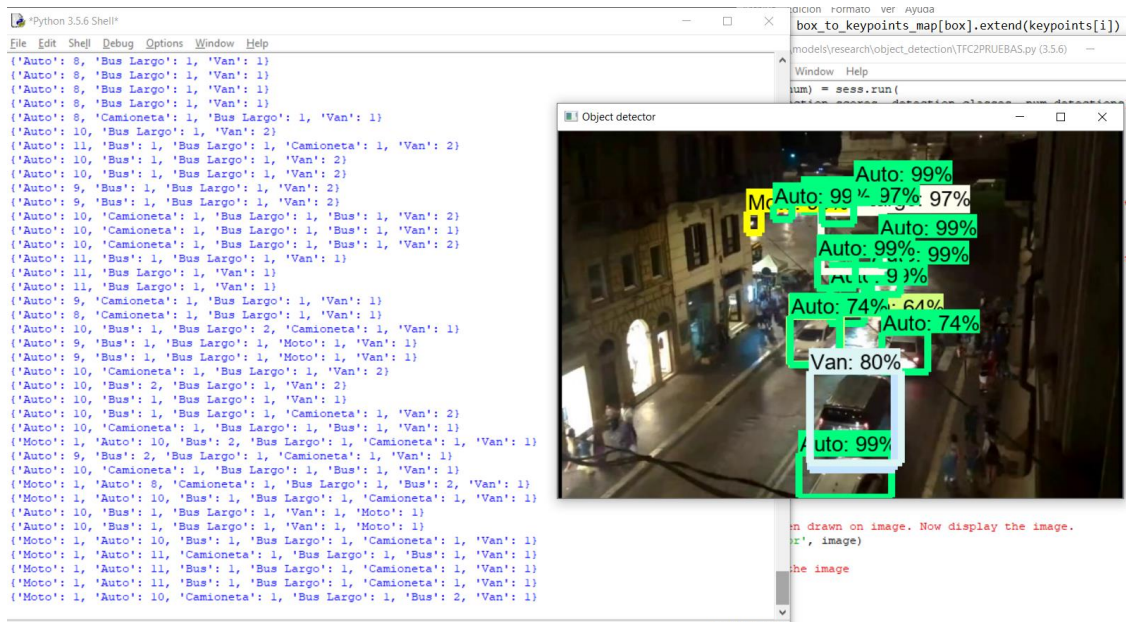 *Python 3.5.6 Shell*
File Edit Shell Debug Options Window Help
{'Auto': 8, 'Bus Largo': 1, 'Van': 1}
{'Auto': 8, 'Bus Largo': 1, 'Van': 1}
{'Auto': 8, 'Bus Largo': 1, 'Van': 1}
{'Auto': 8, 'Bus Largo': 1, 'Van': 1}
{'Auto': 8, 'Camioneta': 1, 'Bus Largo': 1, 'Van': 1}
{'Auto': 10, 'Bus Largo': 1, 'Van': 2}
{'Auto': 11, 'Bus': 1, 'Bus Largo': 1, 'Camioneta': 1, 'Van': 2}
{'Auto': 10, 'Bus': 1, 'Bus Largo': 1, 'Van': 2}
{'Auto': 10, 'Bus': 1, 'Bus Largo': 1, 'Van': 2}
{'Auto': 9, 'Bus': 1, 'Bus Largo': 1, 'Van': 2}
{'Auto': 9, 'Bus': 1, 'Bus Largo': 1, 'Van': 2}
{'Auto': 10, 'Camioneta': 1, 'Bus Largo': 1, 'Bus': 1, 'Van': 2}
{'Auto': 10, 'Camioneta': 1, 'Bus Largo': 1, 'Bus': 1, 'Van': 1}
{'Auto': 10, 'Camioneta': 1, 'Bus Largo': 1, 'Bus': 1, 'Van': 2}
{'Auto': 11, 'Bus': 1, 'Bus Largo': 1, 'Van': 1}
{'Auto': 11, 'Bus Largo': 1, 'Van': 1}
{'Auto': 11, 'Bus Largo': 1, 'Van': 1}
{'Auto': 9, 'Camioneta': 1, 'Bus Largo': 1, 'Van': 1}
{'Auto': 8, 'Camioneta': 1, 'Bus Largo': 1, 'Van': 1}
{'Auto': 10, 'Bus': 1, 'Bus Largo': 2, 'Camioneta': 1, 'Van': 1}
{'Auto': 9, 'Bus': 1, 'Bus Largo': 1, 'Moto': 1, 'Van': 1}
{'Auto': 9, 'Bus': 1, 'Bus Largo': 1, 'Moto': 1, 'Van': 1}
{'Auto': 10, 'Camioneta': 1, 'Bus Largo': 1, 'Van': 2}
{'Auto': 10, 'Bus': 2, 'Bus Largo': 1, 'Van': 2}
{'Auto': 10, 'Bus': 1, 'Bus Largo': 1, 'Van': 1}
{'Auto': 10, 'Bus': 1, 'Bus Largo': 1, 'Camioneta': 1, 'Van': 2}
{'Auto': 10, 'Bus': 1, 'Bus Largo': 1, 'Camioneta': 1, 'Van': 2}
{'Moto': 1, 'Auto': 10, 'Bus': 2, 'Bus Largo': 1, 'Camioneta': 1, 'Van': 1}
{'Auto': 9, 'Bus': 2, 'Bus Largo': 1, 'Camioneta': 1, 'Van': 1}
{'Auto': 10, 'Camioneta': 1, 'Bus Largo': 1, 'Bus': 1, 'Van': 1}
{'Moto': 1, 'Auto': 8, 'Camioneta': 1, 'Bus Largo': 1, 'Bus': 2, 'Van': 1}
{'Moto': 1, 'Auto': 10, 'Bus': 1, 'Bus Largo': 1, 'Camioneta': 1, 'Van': 1}
{'Auto': 10, 'Bus': 1, 'Bus Largo': 1, 'Van': 1, 'Moto': 1}
{'Auto': 10, 'Bus': 1, 'Bus Largo': 1, 'Van': 1, 'Moto': 1}
{'Moto': 1, 'Auto': 10, 'Bus': 1, 'Bus Largo': 1, 'Camioneta': 1, 'Van': 1}
{'Moto': 1, 'Auto': 11, 'Camioneta': 1, 'Bus Largo': 1, 'Bus': 1, 'Van': 1}
{'Moto': 1, 'Auto': 11, 'Bus': 1, 'Bus Largo': 1, 'Camioneta': 1, 'Van': 1}
{'Moto': 1, 'Auto': 11, 'Bus': 1, 'Bus Largo': 1, 'Camioneta': 1, 'Van': 1}
{'Moto': 1, 'Auto': 10, 'Camioneta': 1, 'Bus Largo': 1, 'Bus': 2, 'Van': 1}
Formato Ver Ayuda
box_to_keypoints_map[box].extend(keypoints[i])
\models\research\object_detection\TFC2PRUEBAS.py (3.5.6)
Window Help
num) = sess.run(
Object detector
Auto: 99%
Auto: 99
97%
97%
Auto: 99%
Auto: 99%
99%
Auto: 74%
64%
Auto: 74%
Van: 80%
Auto: 99%
en drawn on image. Now display the image.
or', image)
the image